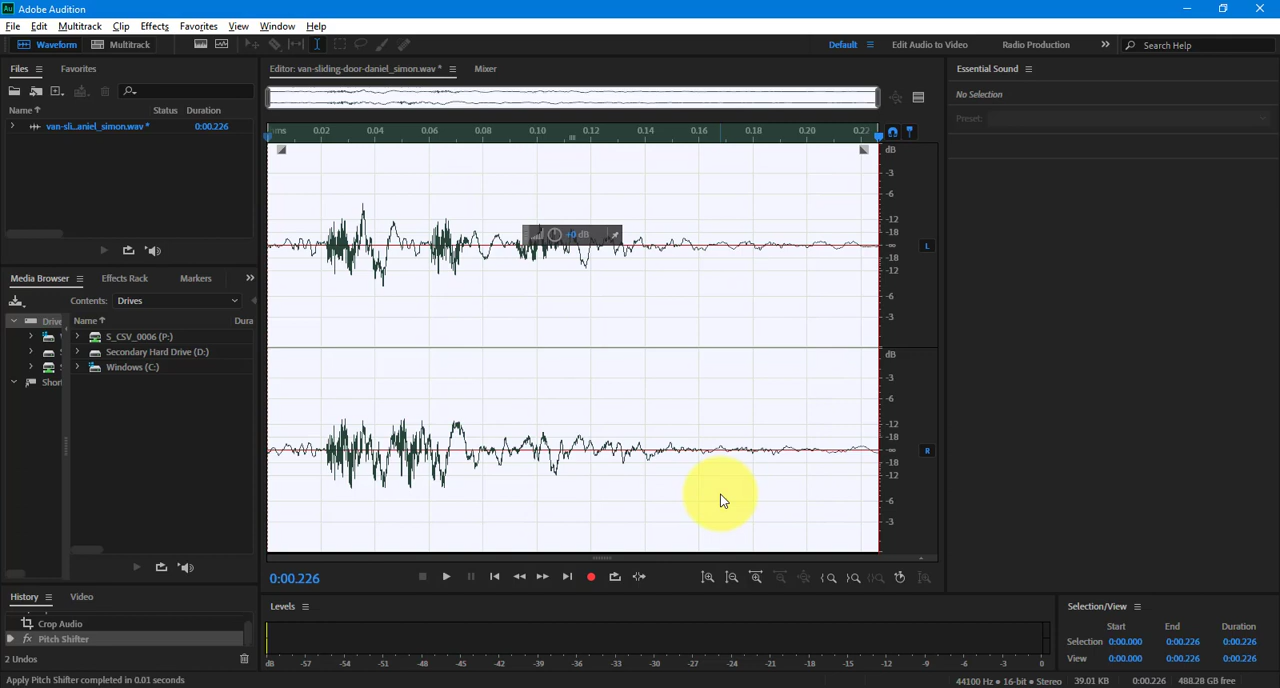 Au Adobe Audition
File Edit Multitrack Clip Effects Favorites View Window Help
Waveform Multitrack Default Edit Audio to Video Radio Production Search Help
Files Favorites Editor: van-sliding-door-daniel_simon.wav * Mixer Essential Sound
No Selection
Name Status Duration
Preset:
van-sli...aniel_simon.wav * 0:00.226
hms 0.02 0.04 0.06 0.08 0.10 0.12 0.14 0.16 0.18 0.20 0.22
dB
-3
-6
-12
-18
+0 dB
-∞
L
-18
-12
-6
-3
Media Browser Effects Rack Markers
Contents: Drives
Drive Name Dura
S_CSV_0006 (P:)
Secondary Hard Drive (D:)
Windows (C:)
Short
dB
-3
-6
-12
-18
-∞
R
-18
-12
-6
-3
0:00.226
History Video
Crop Audio
fx Pitch Shifter
2 Undos
Levels
dB -57 -54 -51 -48 -45 -42 -39 -36 -33 -30 -27 -24 -21 -18 -15 -12 -9 -6 -3 0
Selection/View
Start End Duration
Selection 0:00.000 0:00.226 0:00.226
View 0:00.000 0:00.226 0:00.226
Apply Pitch Shifter completed in 0.01 seconds
44100 Hz • 16-bit • Stereo 39.01 KB 0:00.226 488.28 GB free